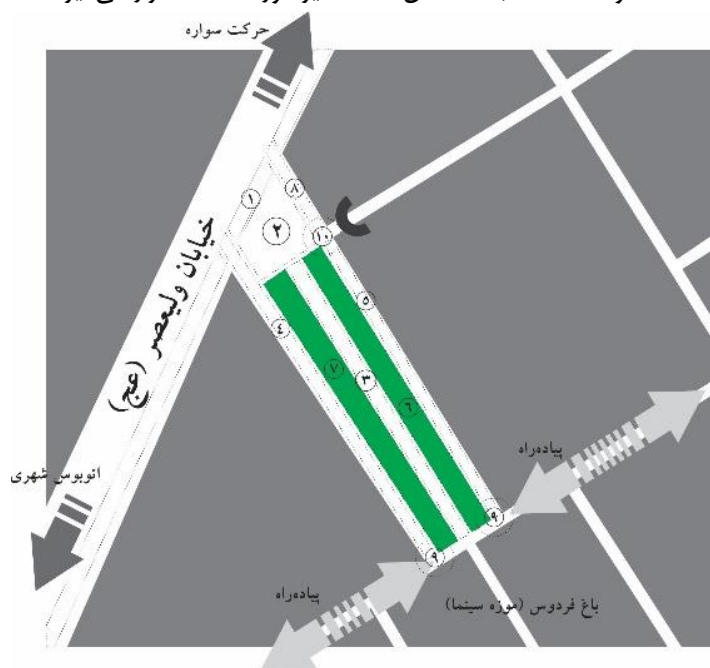 حرکت سواره
۱
۸
۲
۱۰
خیابان ولیعصر (عج)
۵
۴
۷
۳
۶
پیاده‌راه
اتوبوس شهری
۹
۹
پیاده‌راه
باغ فردوس (موزه سینما)